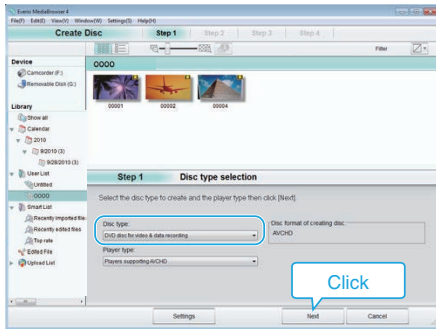 Everio MediaBrowser 4
File(F) Edit(E) View(V) Window(W) Settings(S) Help(H)
Create Disc Step 1 Step 2 Step 3 Step 4
Filter
Device
Camcorder (F:)
Removable Disk (G:)
Library
Show all
Calendar
2010
9/2010 (3)
9/28/2010 (3)
User List
Untitled
0000
Smart List
Recently imported file
Recently edited files
Top rate
Edited File
Upload List
0000
00001 00002 00004
Step 1 Disc type selection
Select the disc type to create and the player type then click [Next].
Disc type:
DVD disc for video & data recording
Player type:
Players supporting AVCHD
Disc format of creating disc.
AVCHD
Click
Settings Next Cancel